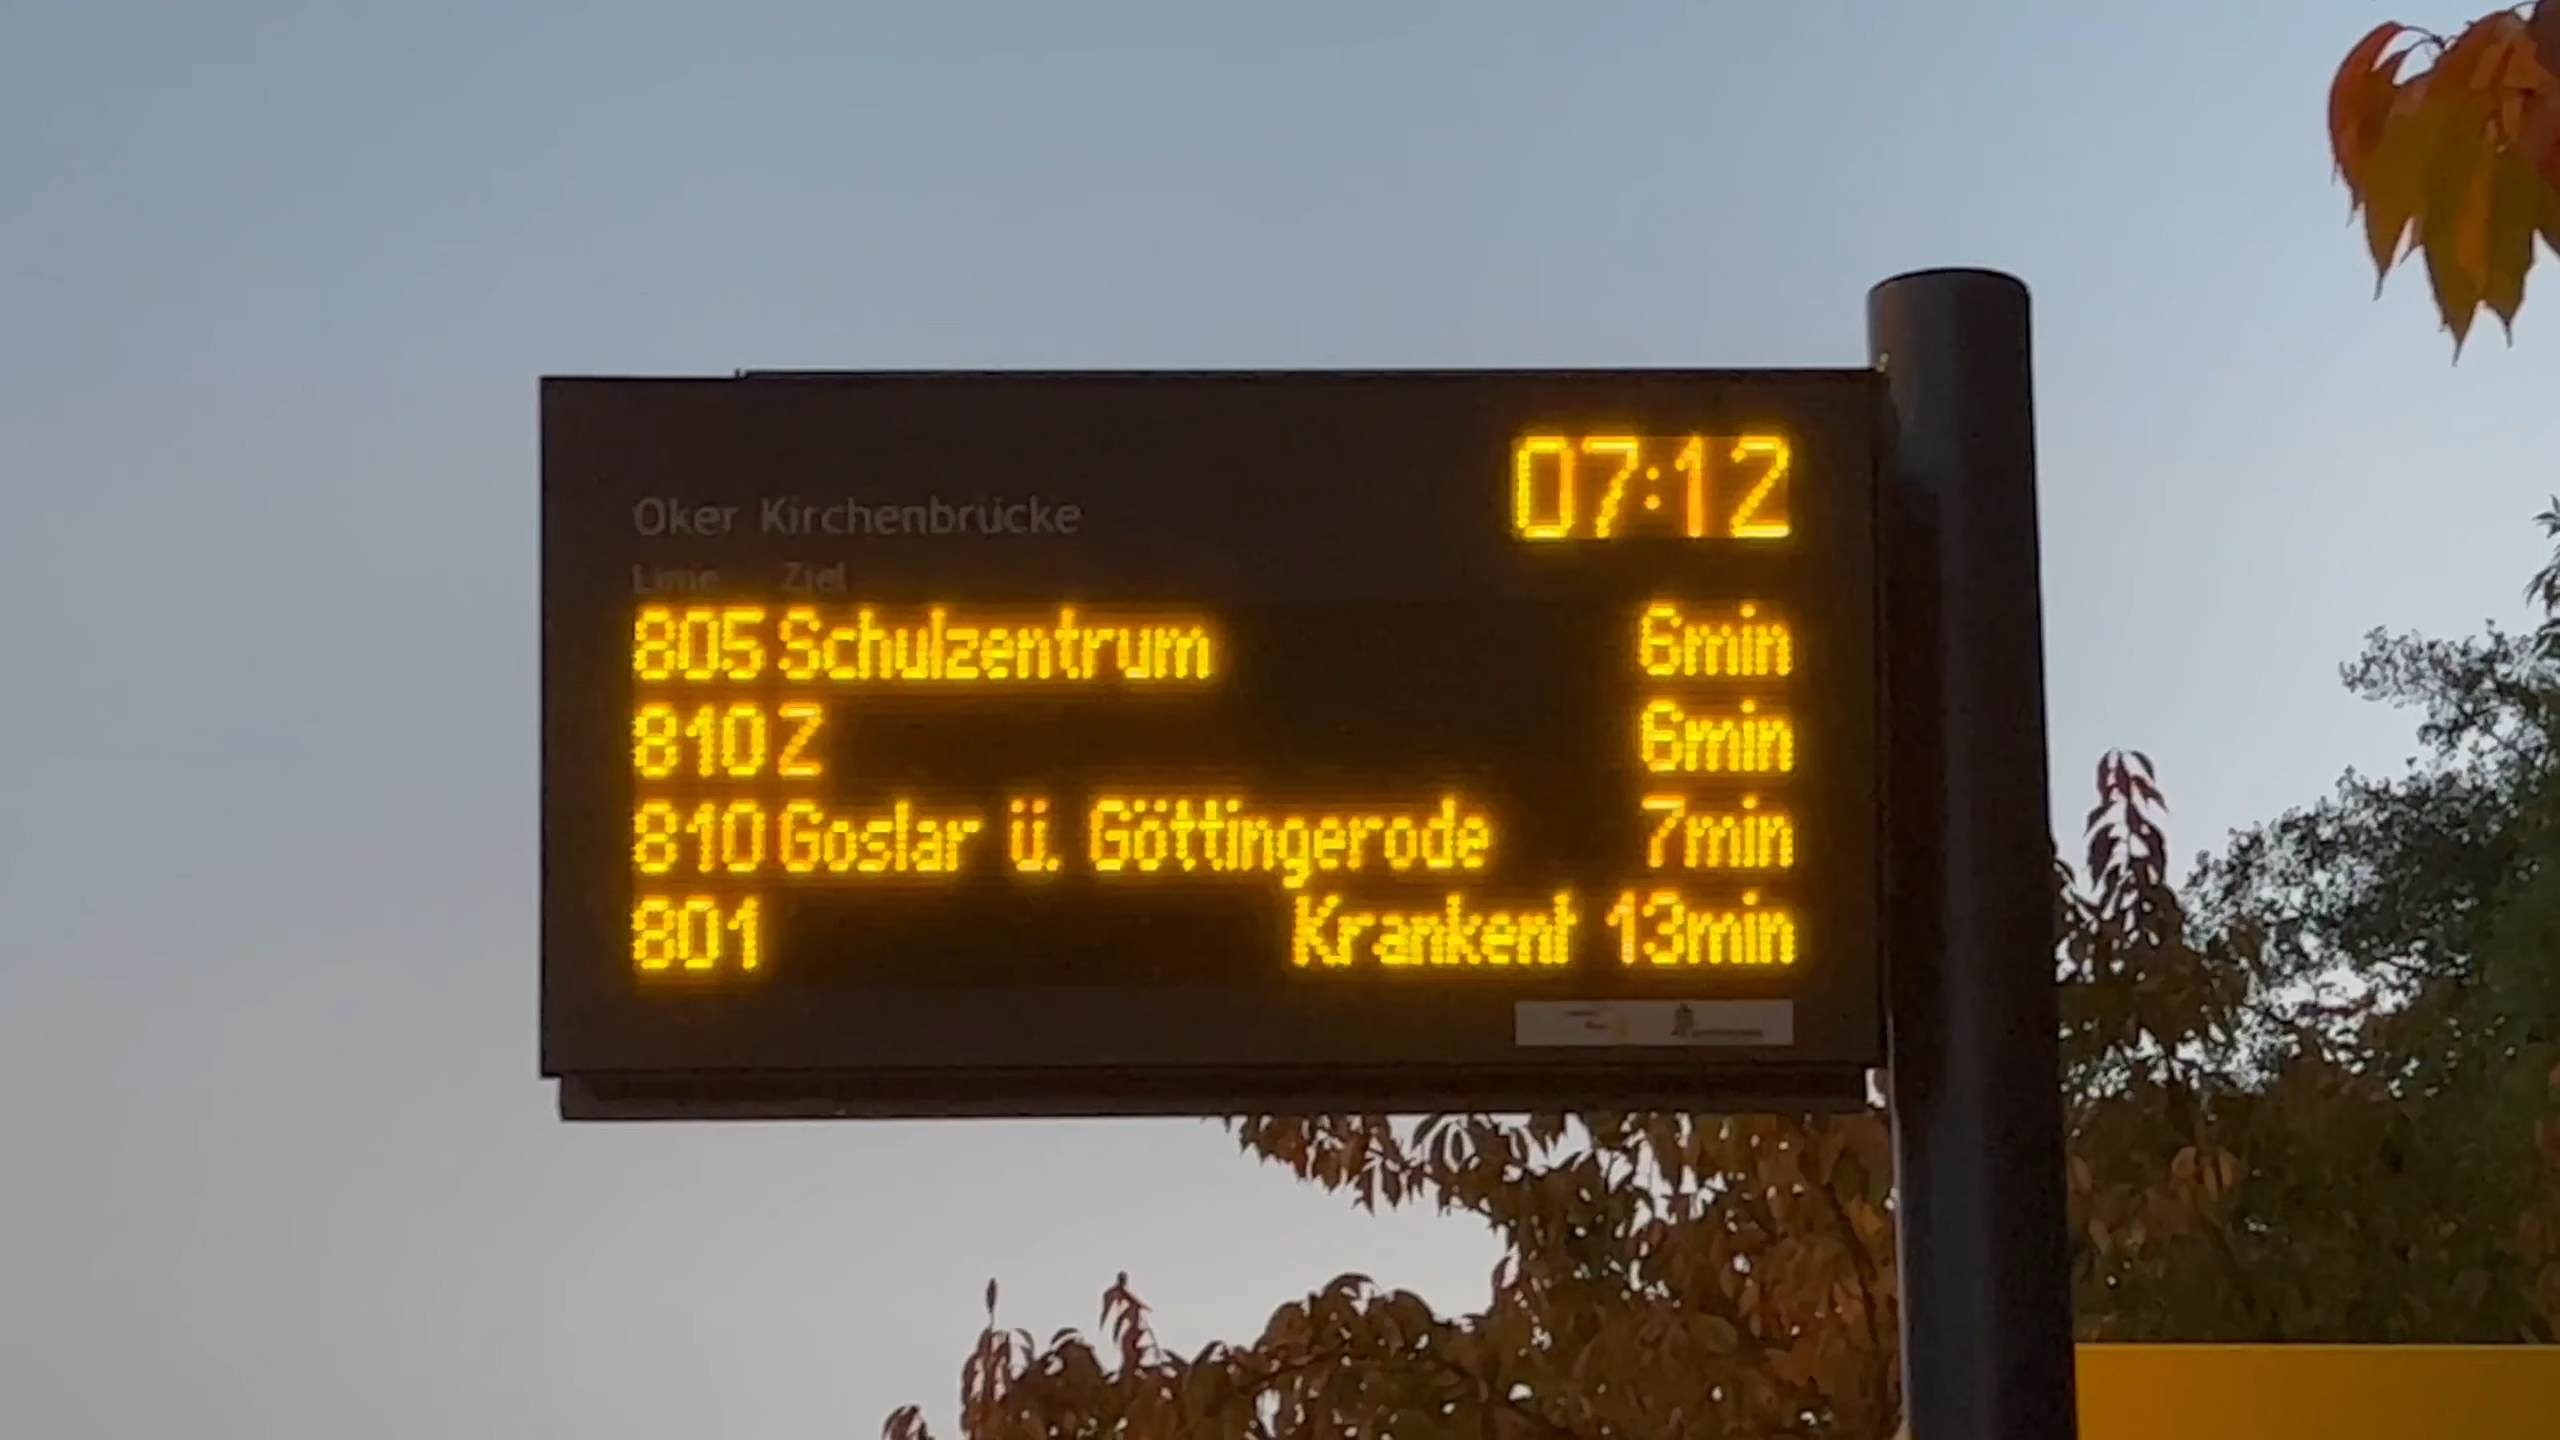 07:12
Oker Kirchenbrücke
Linie Ziel
805 Schulzentrum 6min
810 Z 6min
810 Goslar ü. Göttingerode 7min
801 Krankent 13min